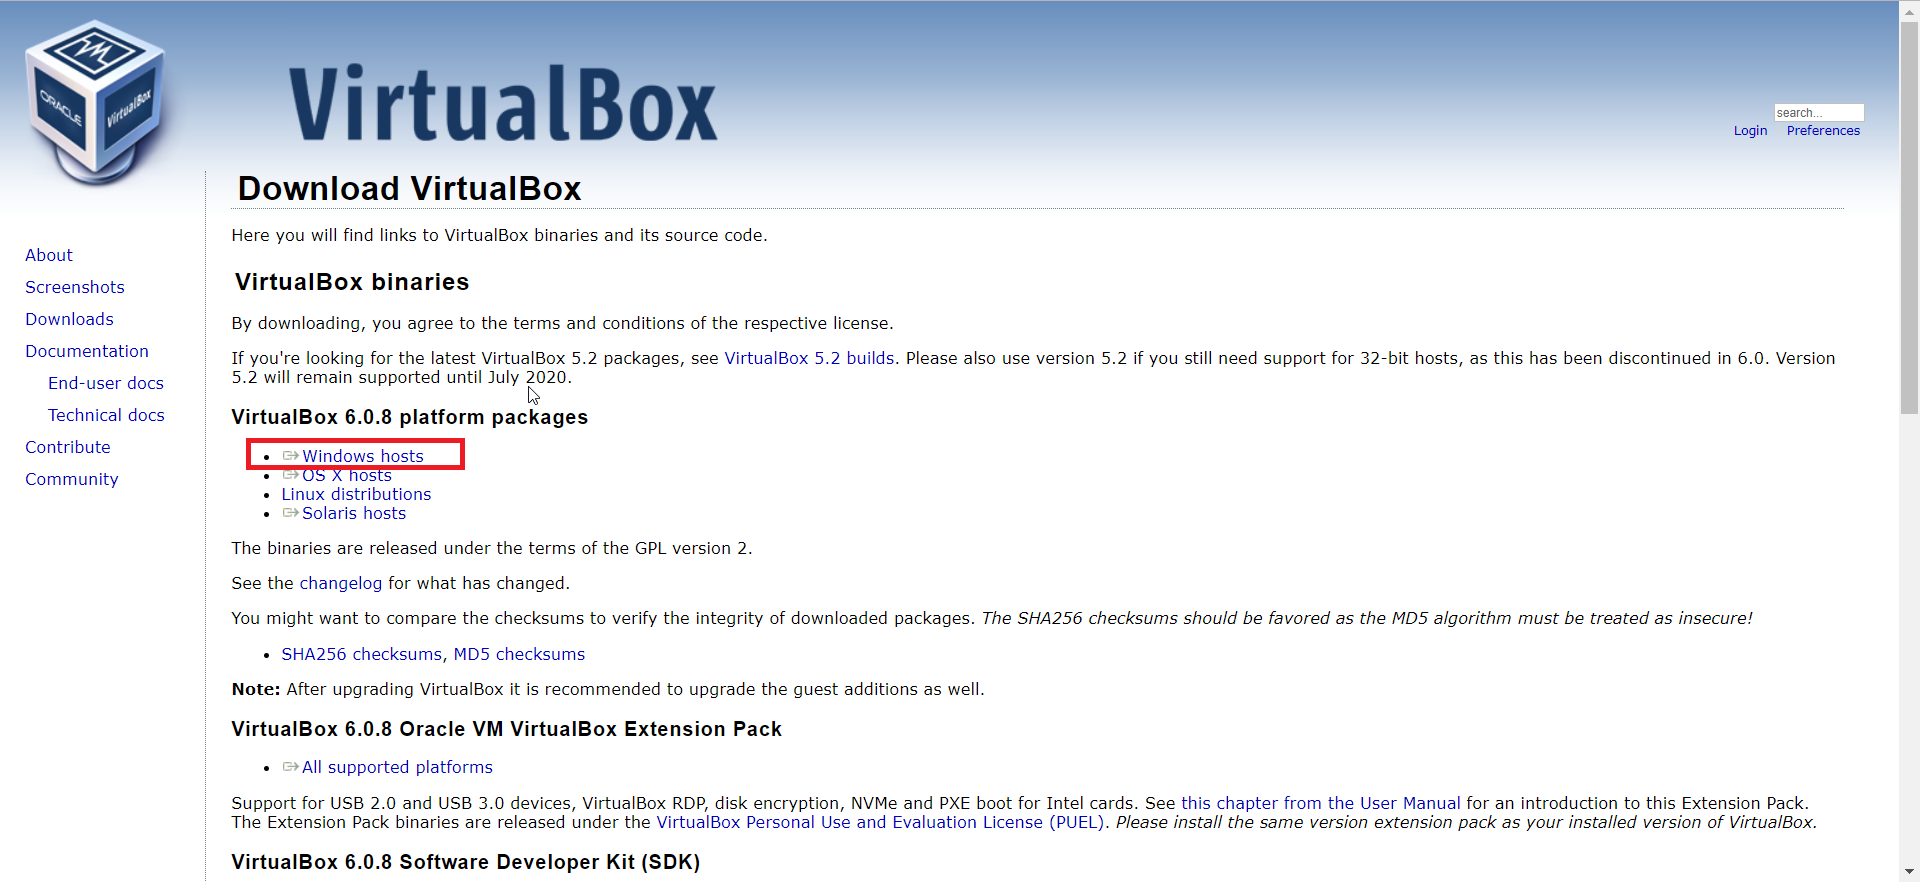 ORACLE
VirtualBox
VirtualBox
search...
Login Preferences
Download VirtualBox
Here you will find links to VirtualBox binaries and its source code.
About
Screenshots
Downloads
Documentation
End-user docs
Technical docs
Contribute
Community
VirtualBox binaries
By downloading, you agree to the terms and conditions of the respective license.
If you're looking for the latest VirtualBox 5.2 packages, see VirtualBox 5.2 builds. Please also use version 5.2 if you still need support for 32-bit hosts, as this has been discontinued in 6.0. Version
5.2 will remain supported until July 2020.
VirtualBox 6.0.8 platform packages
• Windows hosts
• OS X hosts
• Linux distributions
• Solaris hosts
The binaries are released under the terms of the GPL version 2.
See the changelog for what has changed.
You might want to compare the checksums to verify the integrity of downloaded packages. The SHA256 checksums should be favored as the MD5 algorithm must be treated as insecure!
• SHA256 checksums, MD5 checksums
Note: After upgrading VirtualBox it is recommended to upgrade the guest additions as well.
VirtualBox 6.0.8 Oracle VM VirtualBox Extension Pack
• All supported platforms
Support for USB 2.0 and USB 3.0 devices, VirtualBox RDP, disk encryption, NVMe and PXE boot for Intel cards. See this chapter from the User Manual for an introduction to this Extension Pack.
The Extension Pack binaries are released under the VirtualBox Personal Use and Evaluation License (PUEL). Please install the same version extension pack as your installed version of VirtualBox.
VirtualBox 6.0.8 Software Developer Kit (SDK)